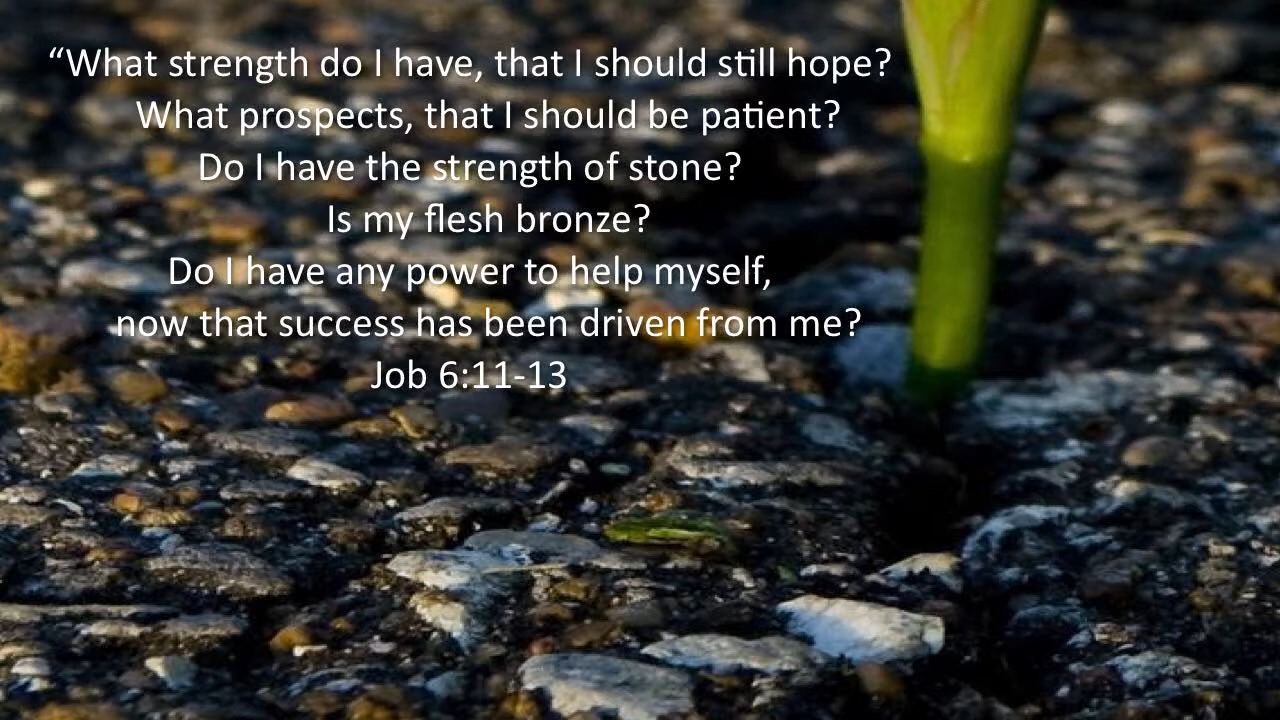 “What strength do I have, that I should still hope?
What prospects, that I should be patient?
Do I have the strength of stone?
Is my flesh bronze?
Do I have any power to help myself,
now that success has been driven from me?
Job 6:11-13